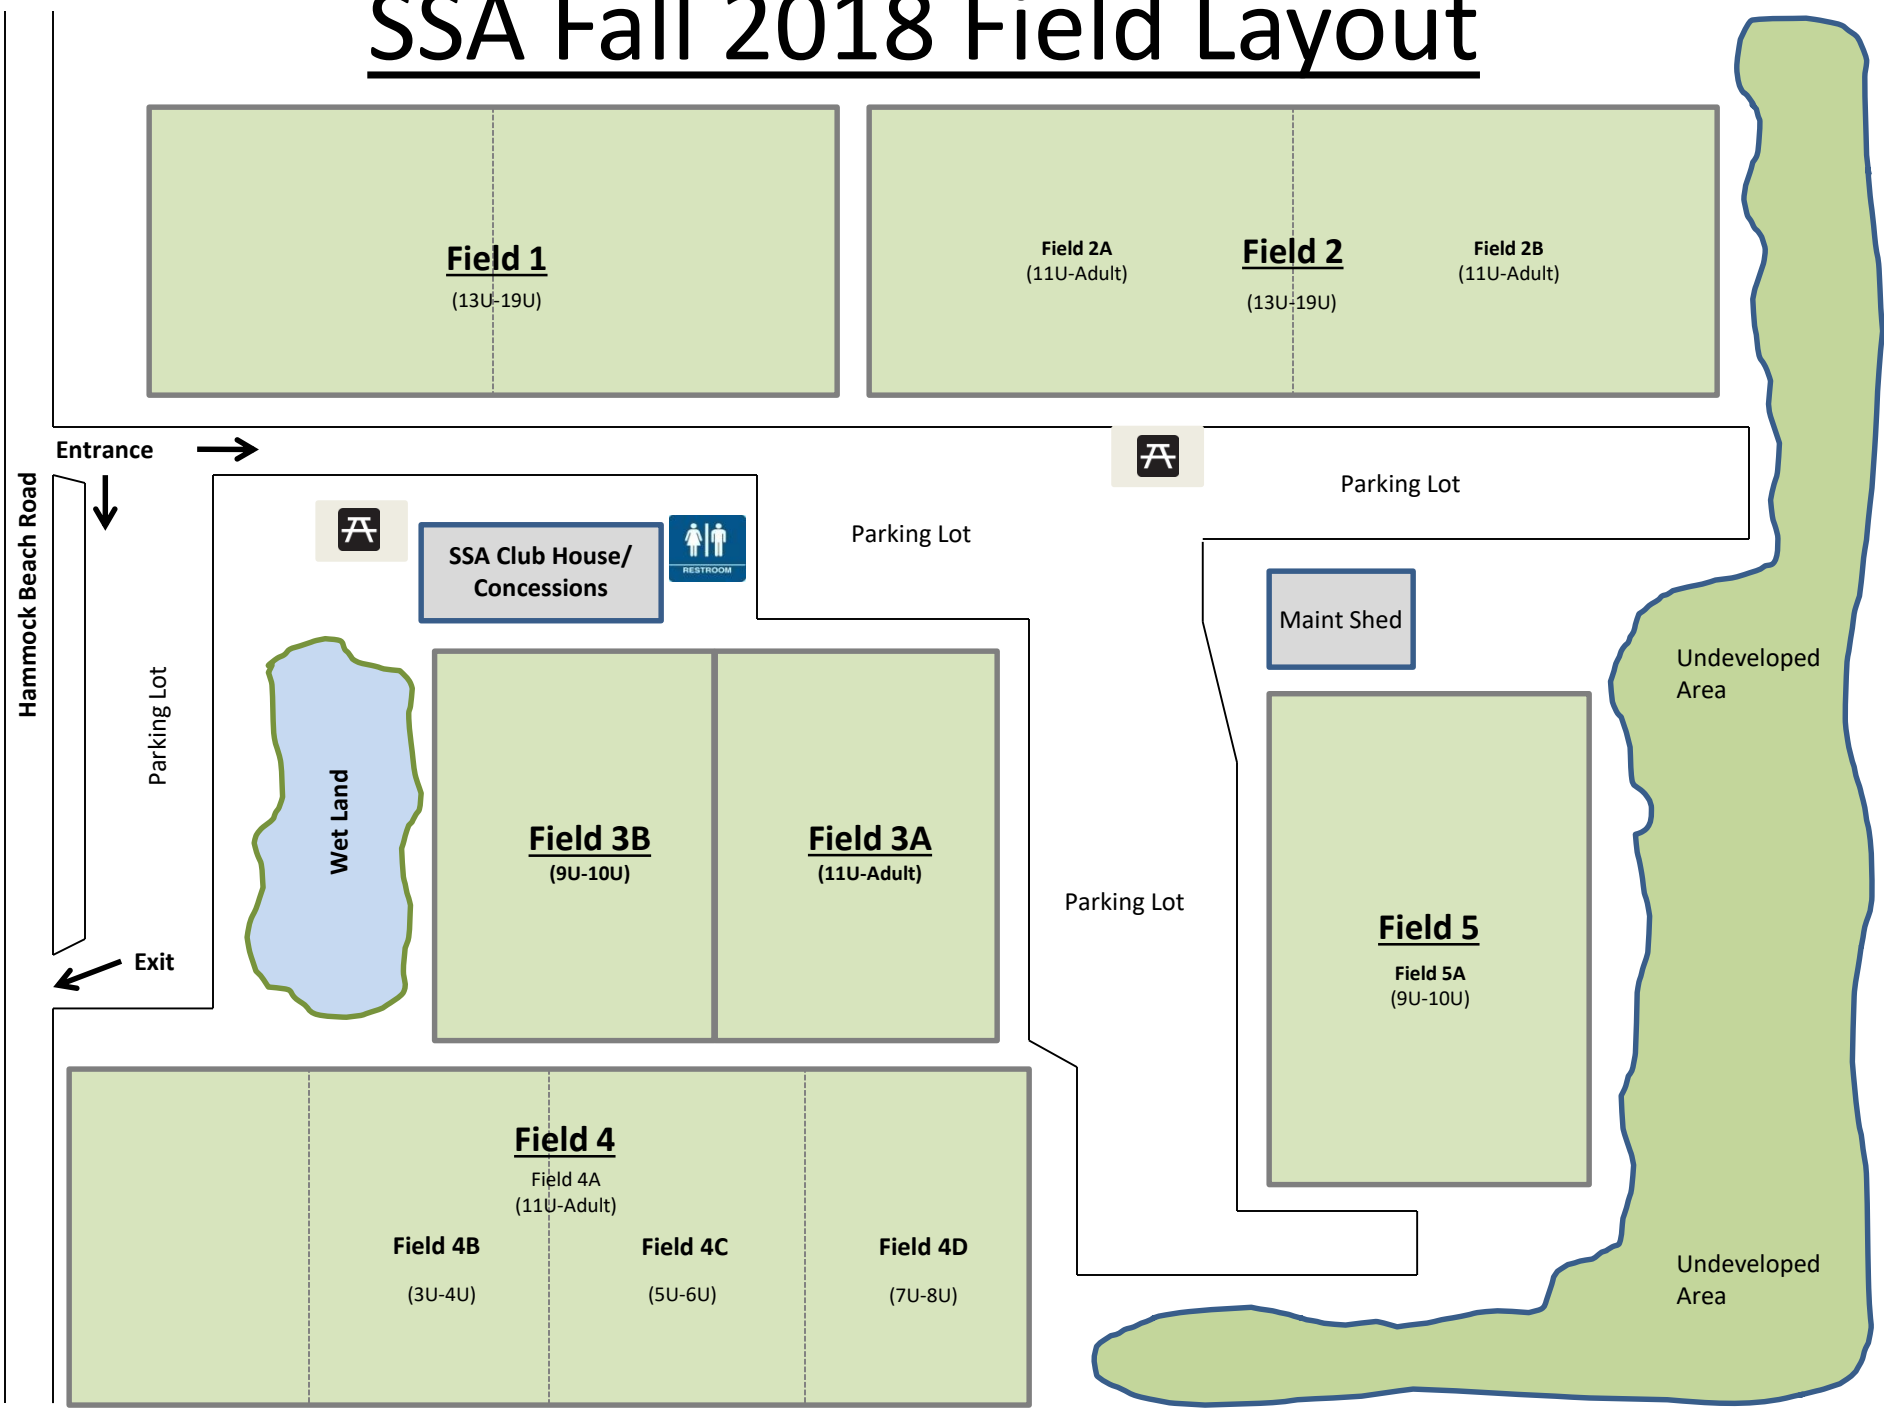 SSA Fall 2018 Field Layout
Field 1
(13U-19U)
Field 2A
(11U-Adult)
Field 2
(13U-19U)
Field 2B
(11U-Adult)
Entrance
Hammock Beach Road
Parking Lot
Exit
SSA Club House/
Concessions
RESTROOM
Parking Lot
Parking Lot
Maint Shed
Undeveloped
Area
Wet Land
Field 3B
(9U-10U)
Field 3A
(11U-Adult)
Parking Lot
Field 5
Field 5A
(9U-10U)
Field 4
Field 4A
(11U-Adult)
Field 4B
(3U-4U)
Field 4C
(5U-6U)
Field 4D
(7U-8U)
Undeveloped
Area